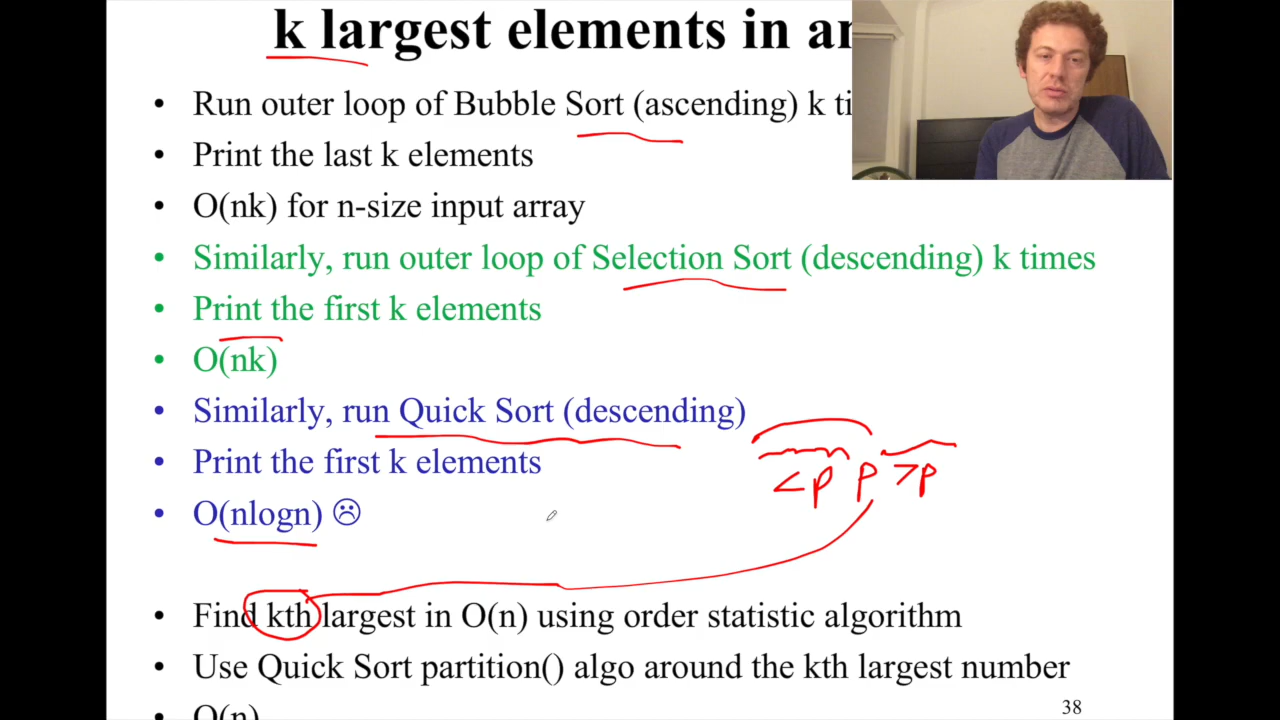 k largest elements in
• Run outer loop of Bubble Sort (ascending) k
• Print the last k elements
• O(nk) for n-size input array
• Similarly, run outer loop of Selection Sort (descending) k times
• Print the first k elements
• O(nk)
• Similarly, run Quick Sort (descending)
• Print the first k elements
<p p >p
• O(nlogn) ☹
• Find kth largest in O(n) using order statistic algorithm
• Use Quick Sort partition() algo around the kth largest number
• O(n)
38